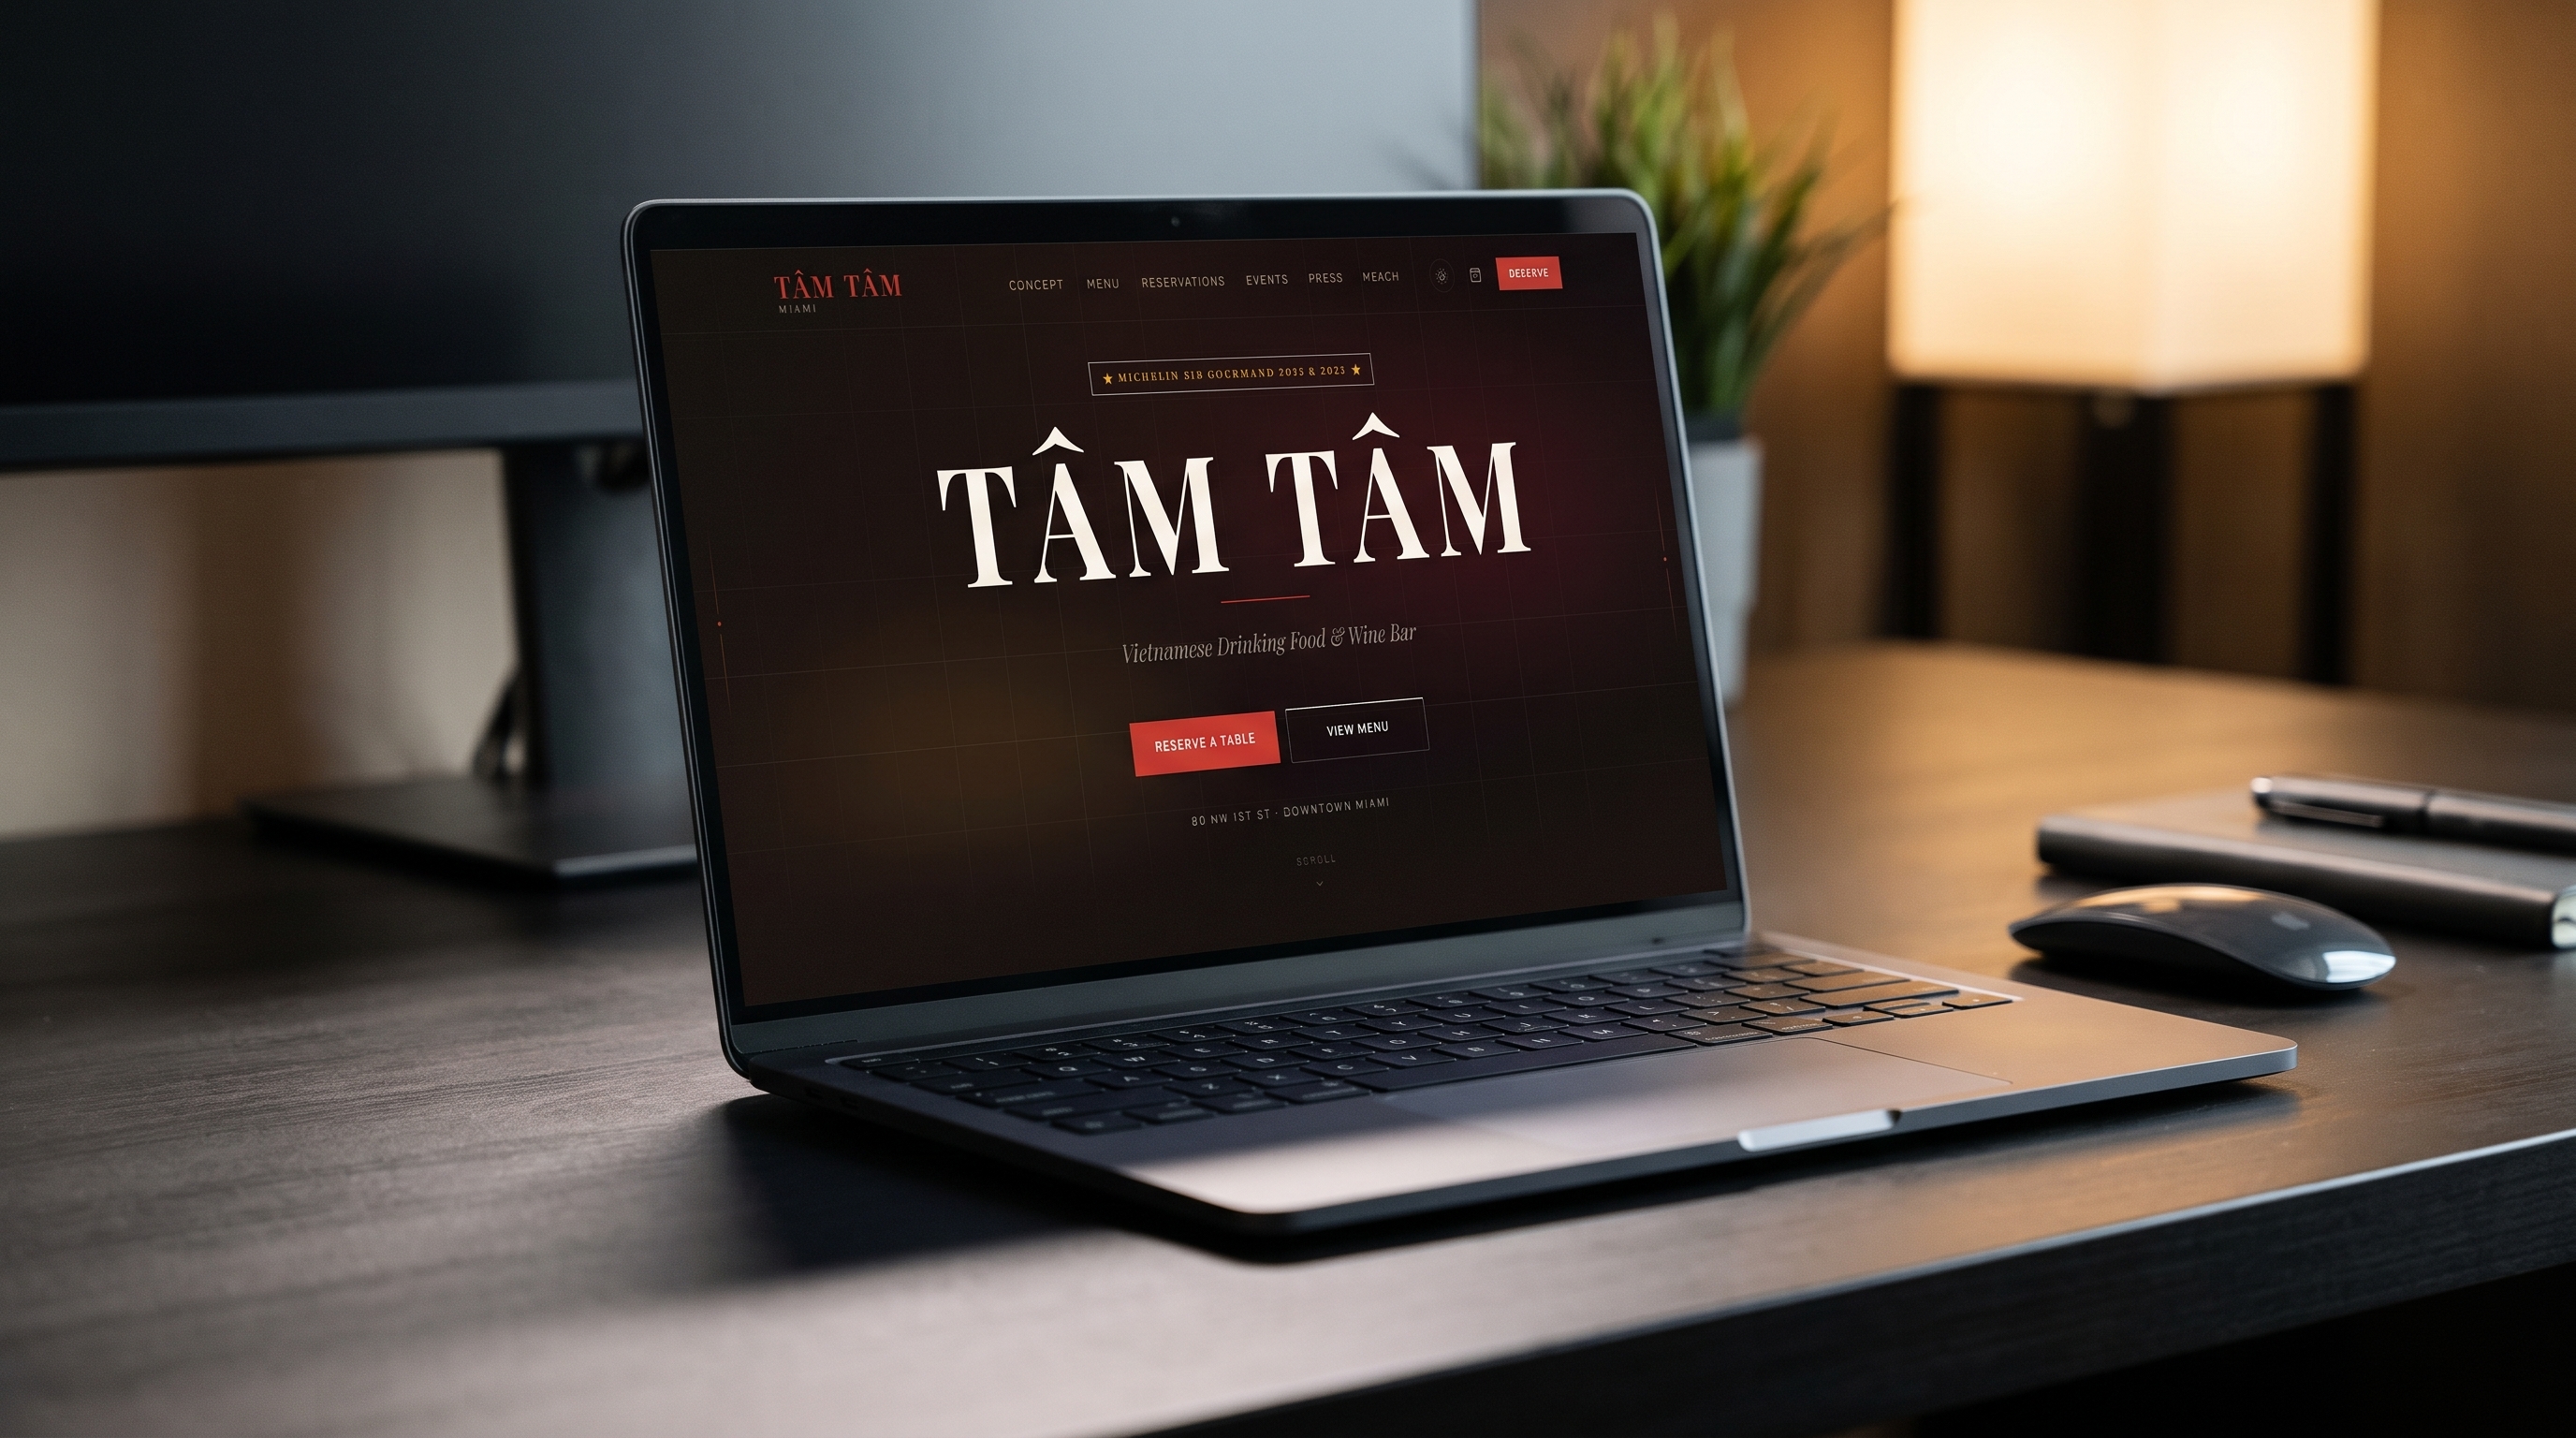 TÂM TÂM
MIAMI
CONCEPT MENU RESERVATIONS EVENTS PRESS MEACH
DEEERVE
★ MICHELIN SIB GOCRMAND 2035 & 2023 ★
TÂM TÂM
Vietnamese Drinking Food & Wine Bar
RESERVE A TABLE
VIEW MENU
80 NW 1ST ST · DOWNTOWN MIAMI
SCROLL